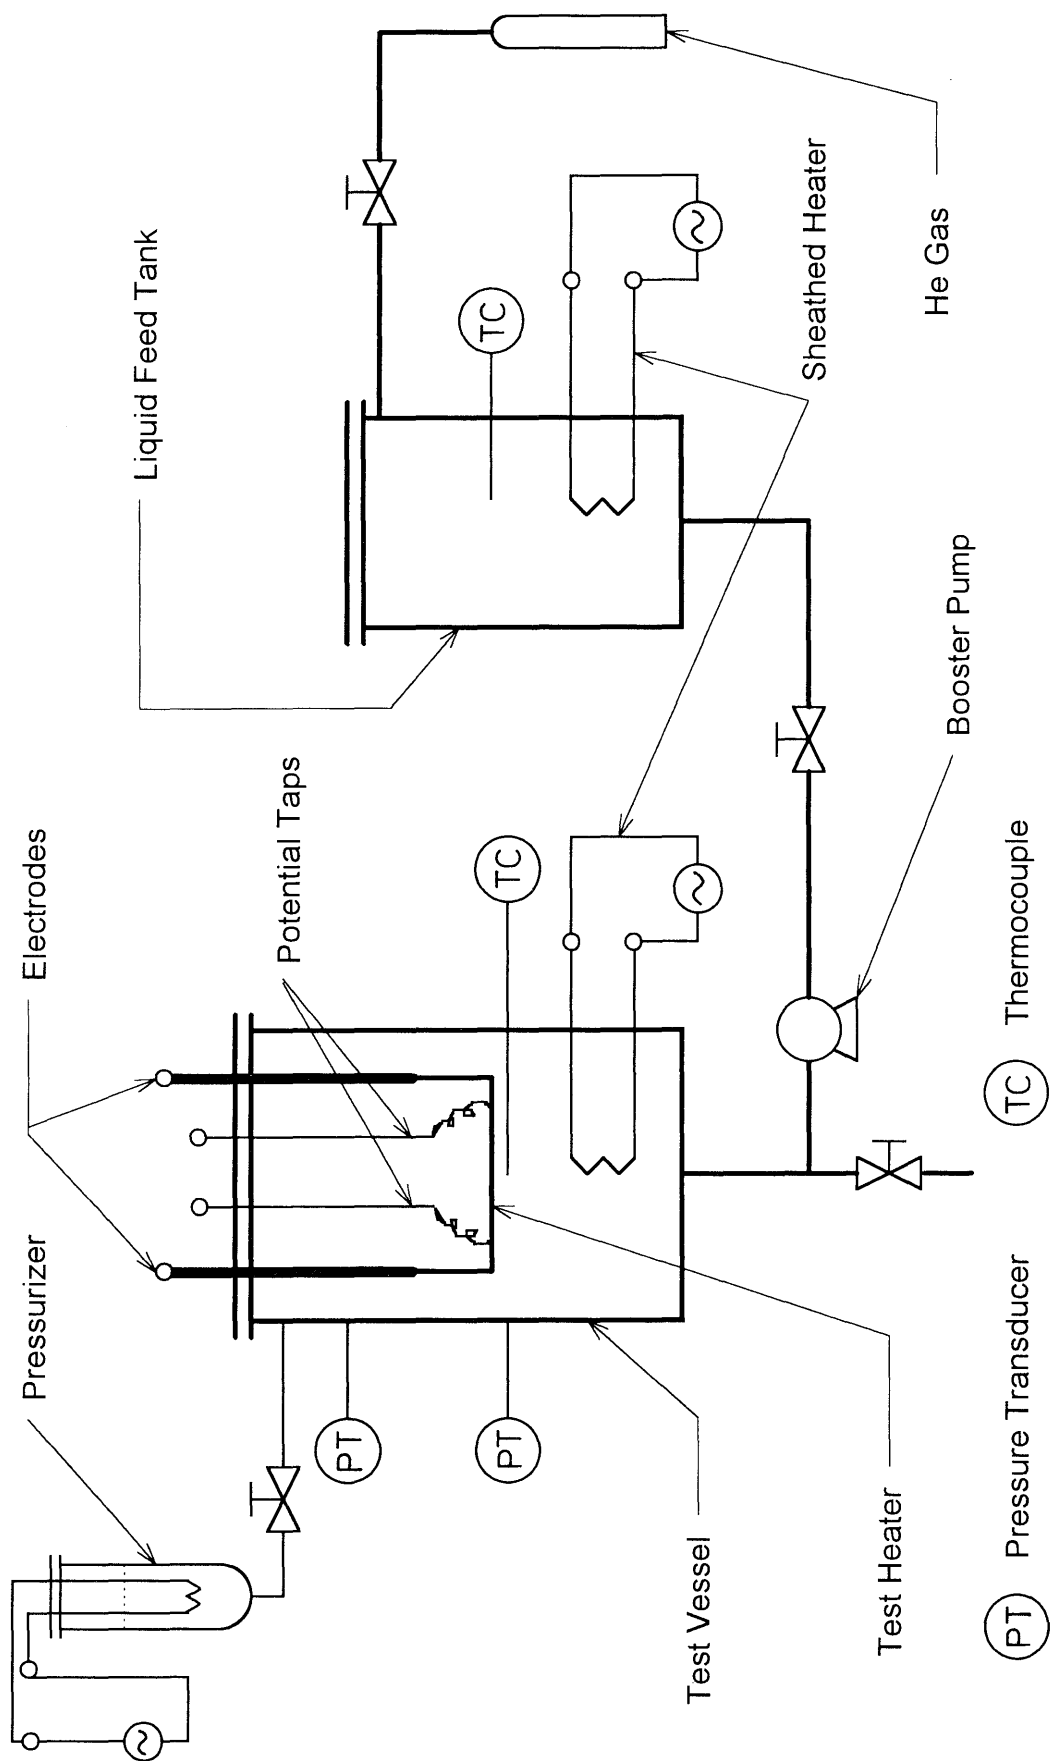 Pressurizer
Electrodes
Potential Taps
Liquid Feed Tank
TC
TC
PT
PT
Sheathed Heater
He Gas
Booster Pump
Test Vessel
Test Heater
PT Pressure Transducer
TC Thermocouple